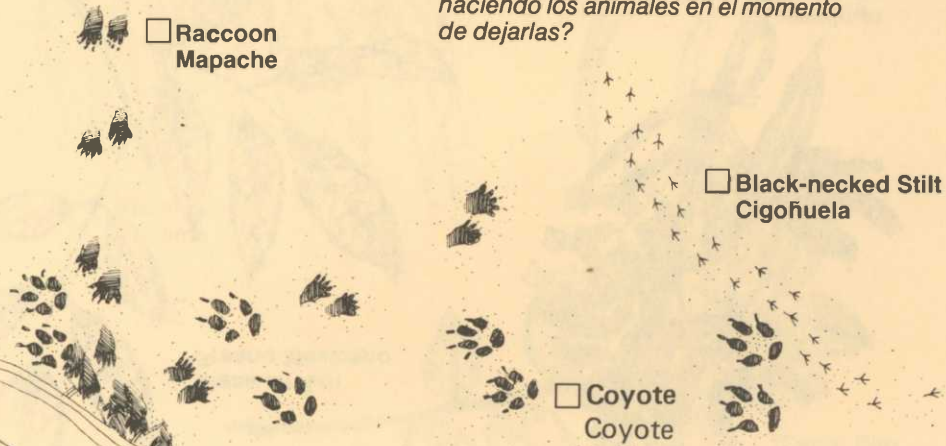 haciendo los animales en el momento
de dejarlas?
Raccoon
Mapache
Black-necked Stilt
Cigoñuela
Coyote
Coyote